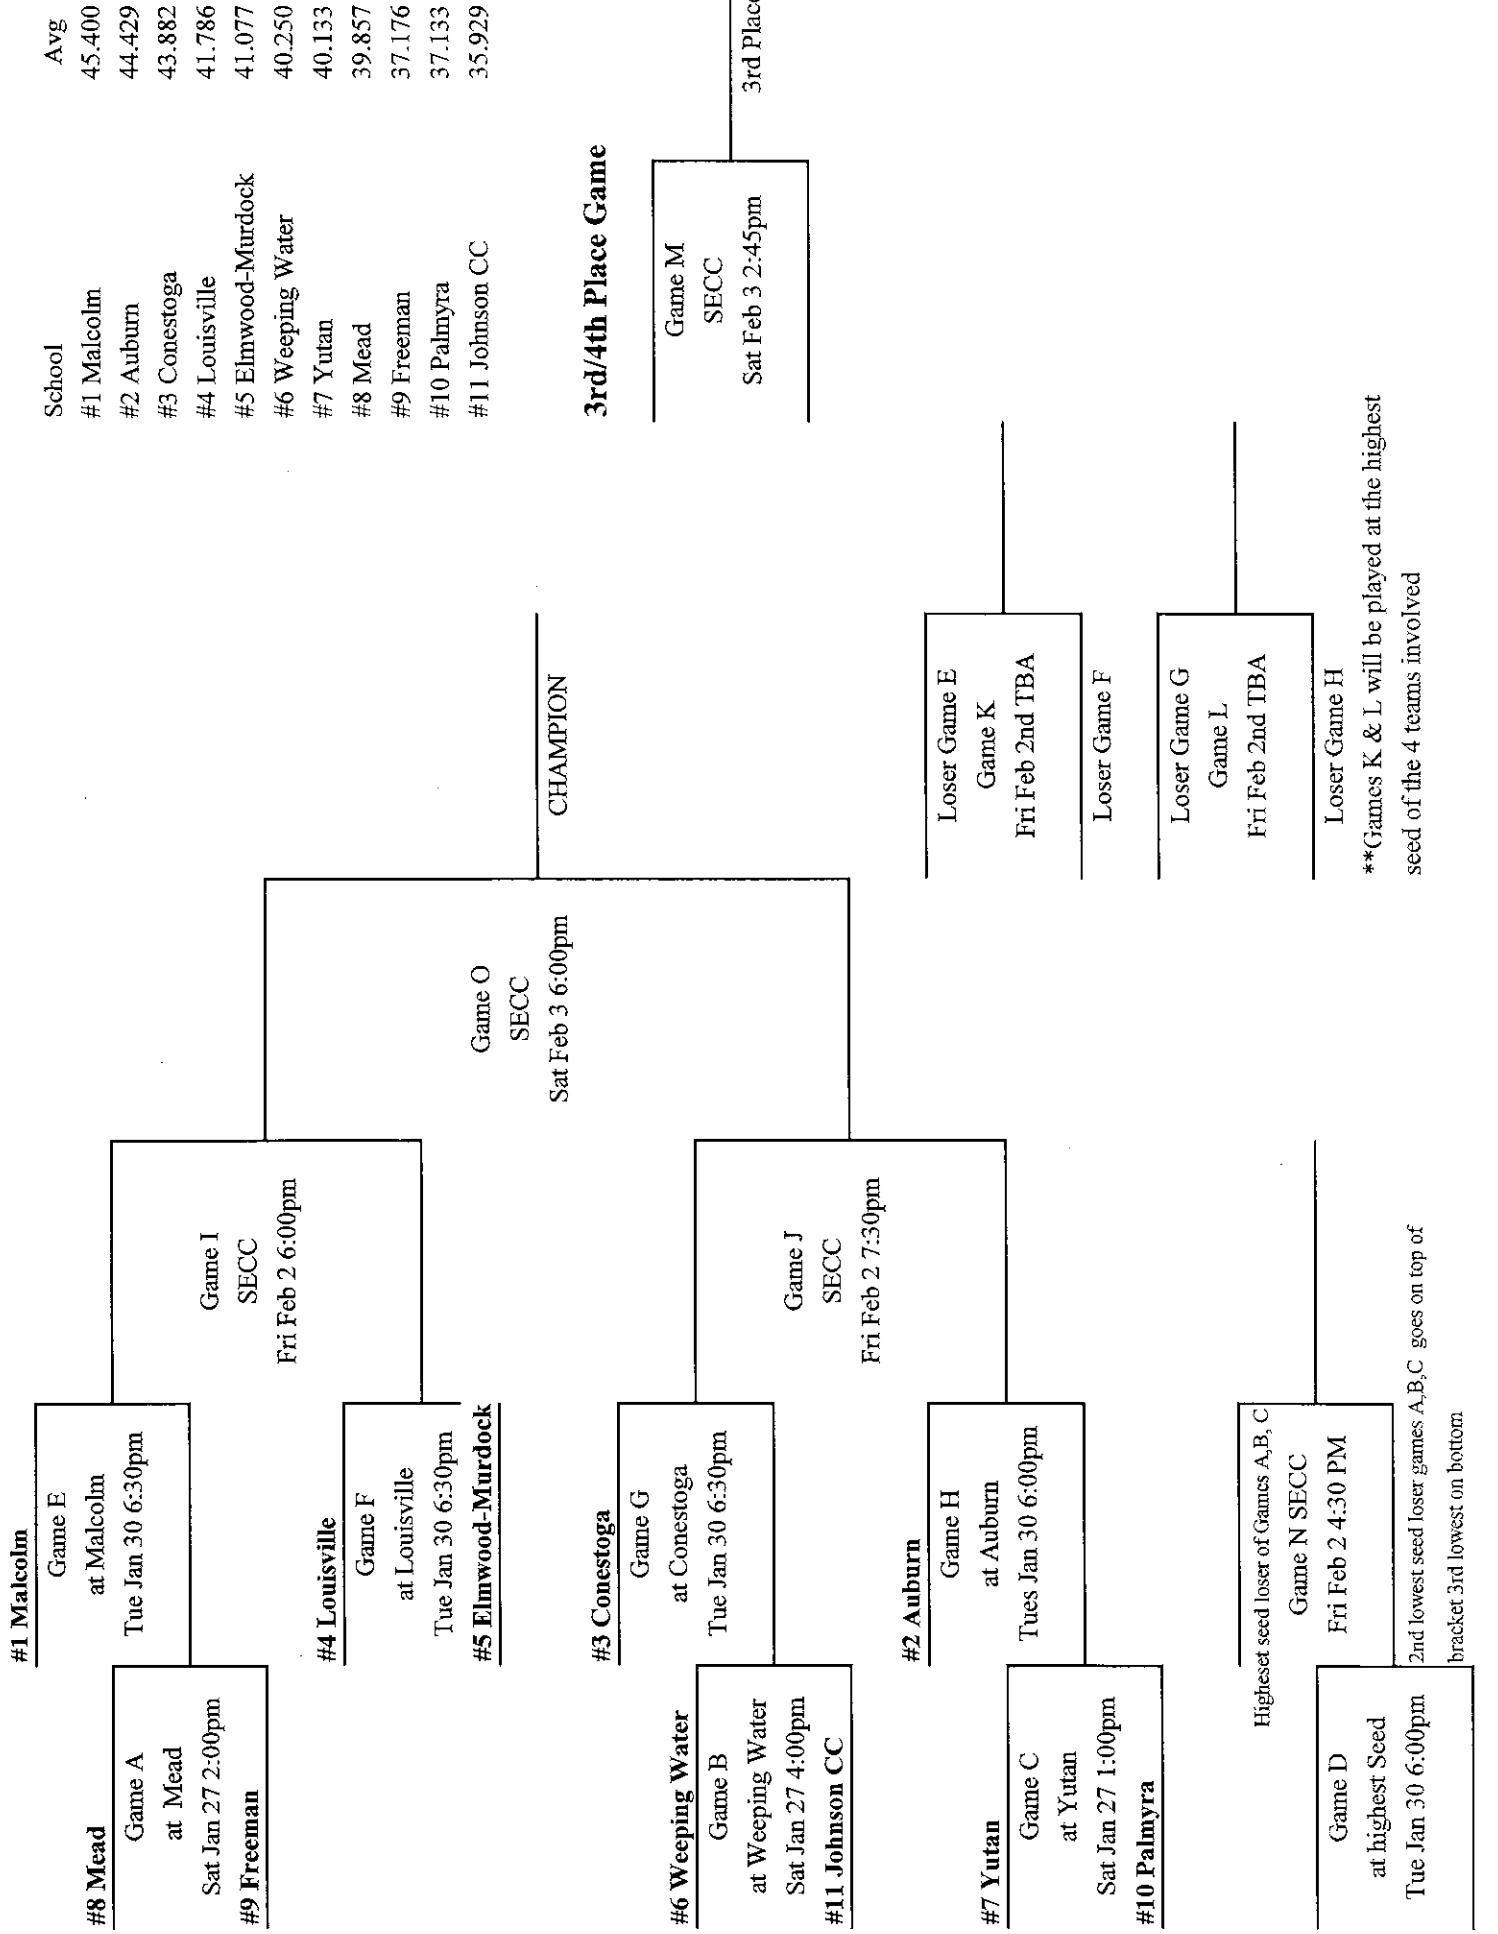 #1 Malcolm
Game E
at Malcolm
Tue Jan 30 6:30pm
#8 Mead
Game A
at Mead
Sat Jan 27 2:00pm
#9 Freeman
Game I
SECC
Fri Feb 2 6:00pm
#4 Louisville
Game F
at Louisville
Tue Jan 30 6:30pm
#5 Elmwood-Murdock
Game O
SECC
Sat Feb 3 6:00pm
CHAMPION
#3 Conestoga
Game G
at Conestoga
Tue Jan 30 6:30pm
#6 Weeping Water
Game B
at Weeping Water
Sat Jan 27 4:00pm
#11 Johnson CC
Game J
SECC
Fri Feb 2 7:30pm
#2 Auburn
Game H
at Auburn
Tues Jan 30 6:00pm
#7 Yutan
Game C
at Yutan
Sat Jan 27 1:00pm
#10 Palmyra
Higheset seed loser of Games A,B, C
Game N SECC
Fri Feb 2 4:30 PM
Game D
at highest Seed
Tue Jan 30 6:00pm
2nd lowest seed loser games A,B,C goes on top of
bracket 3rd lowest on bottom
School Avg
#1 Malcolm 45.400
#2 Auburn 44.429
#3 Conestoga 43.882
#4 Louisville 41.786
#5 Elmwood-Murdock 41.077
#6 Weeping Water 40.250
#7 Yutan 40.133
#8 Mead 39.857
#9 Freeman 37.176
#10 Palmyra 37.133
#11 Johnson CC 35.929
3rd/4th Place Game
Game M
SECC
Sat Feb 3 2:45pm
3rd Place
Loser Game E
Game K
Fri Feb 2nd TBA
Loser Game F
Loser Game G
Game L
Fri Feb 2nd TBA
Loser Game H
**Games K & L will be played at the highest
seed of the 4 teams involved